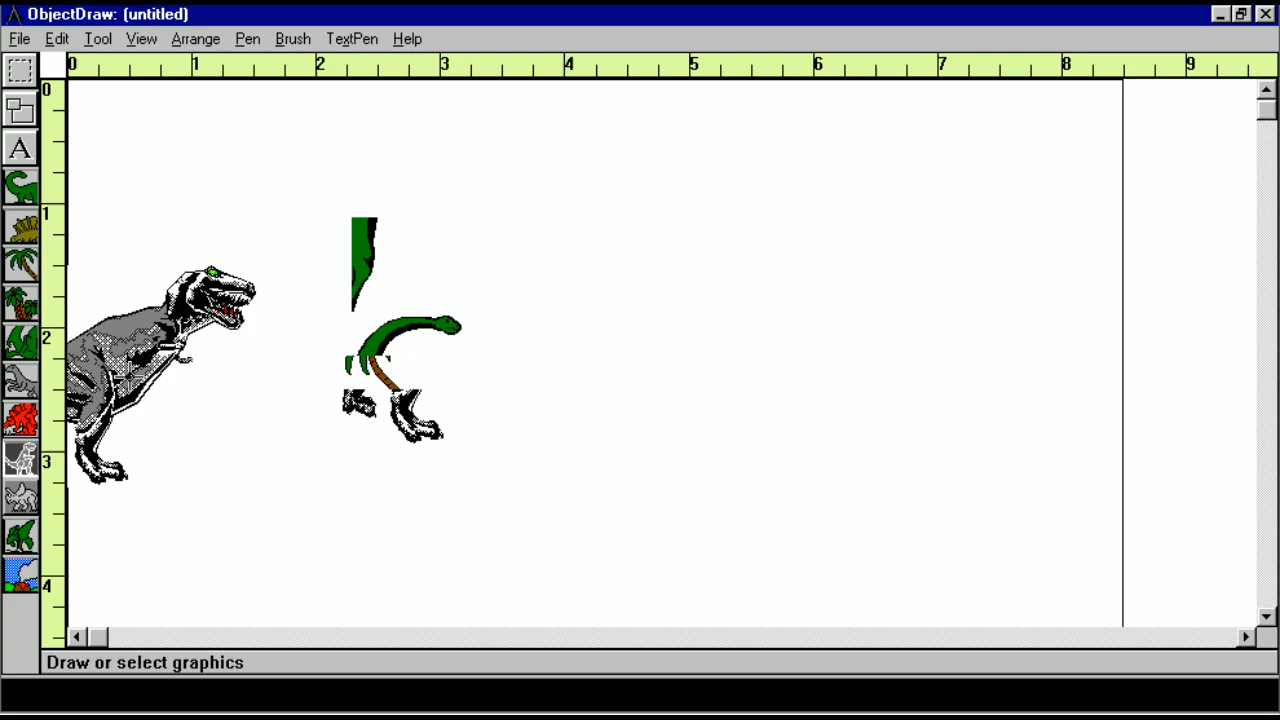 ObjectDraw: (untitled)
File Edit Tool View Arrange Pen Brush TextPen Help
0 1 2 3 4 5 6 7 8 9
0
A
1
2
3
4
Draw or select graphics